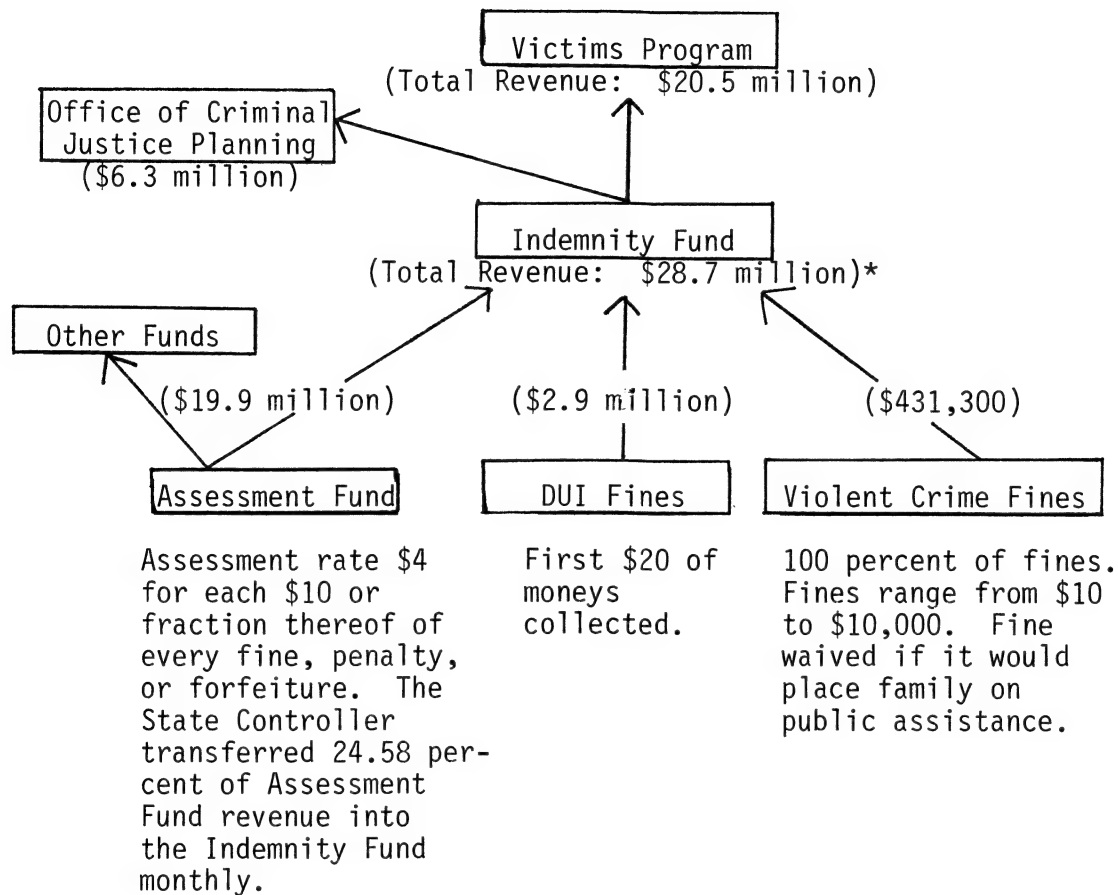 Victims Program
(Total Revenue: $20.5 million)
Office of Criminal
Justice Planning
($6.3 million)
Indemnity Fund
(Total Revenue: $28.7 million)*
Other Funds
($19.9 million)
($2.9 million)
($431,300)
Assessment Fund
DUI Fines
Violent Crime Fines
Assessment rate $4
for each $10 or
fraction thereof of
every fine, penalty,
or forfeiture. The
State Controller
transferred 24.58 per-
cent of Assessment
Fund revenue into
the Indemnity Fund
monthly.
First $20 of
moneys
collected.
100 percent of fines.
Fines range from $10
to $10,000. Fine
waived if it would
place family on
public assistance.